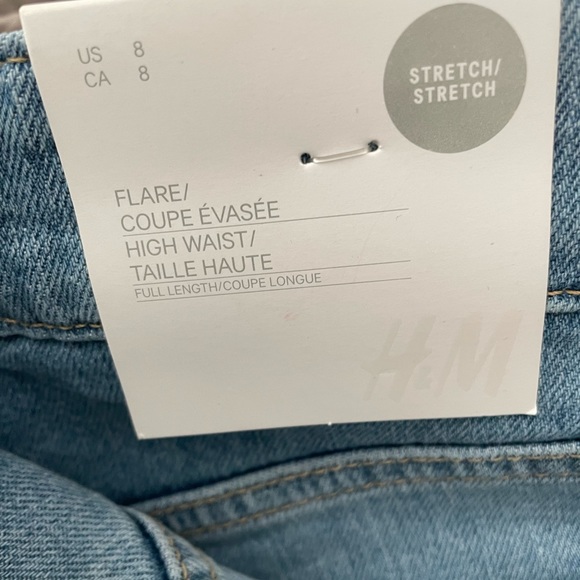 US 8
CA 8
STRETCH/
STRETCH
FLARE/
COUPE ÉVASÉE
HIGH WAIST/
TAILLE HAUTE
FULL LENGTH/COUPE LONGUE
H&M